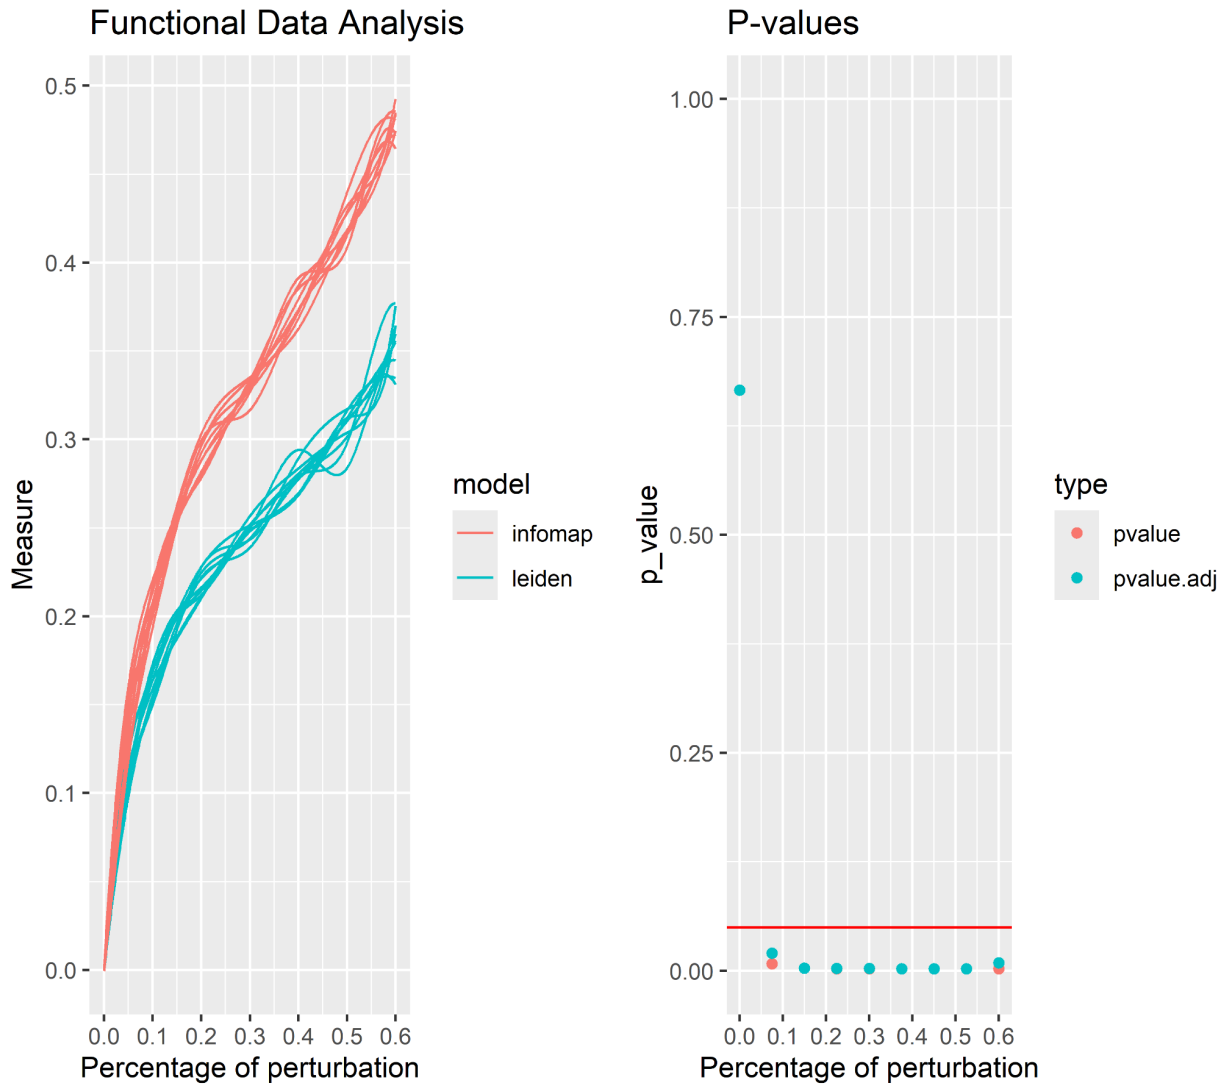 Functional Data Analysis
Measure
0.5
0.4
0.3
0.2
0.1
0.0
0.0 0.1 0.2 0.3 0.4 0.5 0.6
Percentage of perturbation
model
infomap
leiden
P-values
p_value
1.00
0.75
0.50
0.25
0.00
0.0 0.1 0.2 0.3 0.4 0.5 0.6
Percentage of perturbation
type
pvalue
pvalue.adj